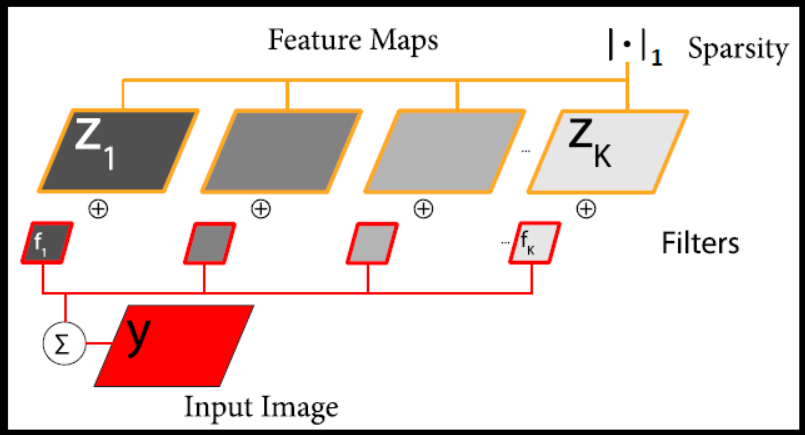 Feature Maps
|·|₁ Sparsity
Z₁ ... Z_K
⊕ ⊕ ⊕ ⊕
f₁ ... f_K Filters
Σ y
Input Image